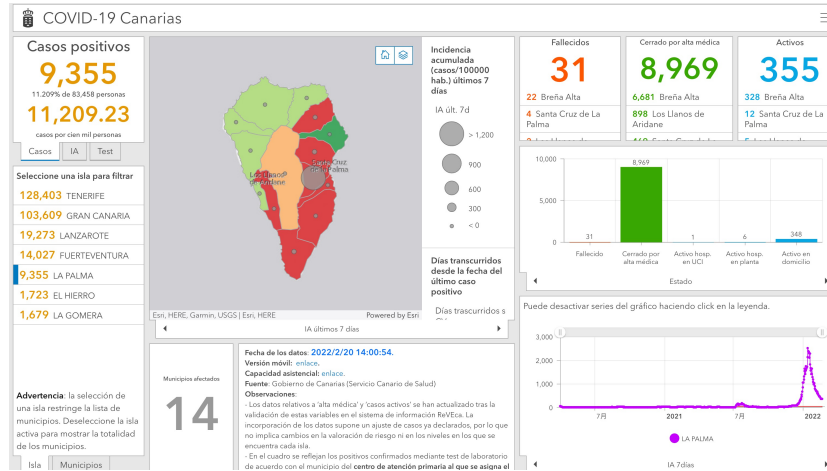 COVID-19 Canarias
Casos positivos
9,355
11.209% de 83,458 personas
11,209.23
casos por cien mil personas
Casos
IA
Test
Seleccione una isla para filtrar
128,403 TENERIFE
103,609 GRAN CANARIA
19,273 LANZAROTE
14,027 FUERTEVENTURA
9,355 LA PALMA
1,723 EL HIERRO
1,679 LA GOMERA
Advertencia: la selección de
una isla restringe la lista de
municipios. Deseleccione la isla
activa para mostrar la totalidad
de los municipios.
Isla
Municipios
Santa Cruz
de la Palma
Los Llanos
de Aridane
Esri, HERE, Garmin, USGS | Esri, HERE
Powered by Esri
IA últimos 7 días
Incidencia
acumulada
(casos/100000
hab.) últimos 7
días
IA últ. 7d
> 1,200
900
600
300
< 0
Días transcurridos
desde la fecha del
último caso
positivo
Días trascurridos s
Municipios afectados
14
Fecha de los datos: 2022/2/20 14:00:54.
Versión móvil: enlace.
Capacidad asistencial: enlace.
Fuente: Gobierno de Canarias (Servicio Canario de Salud)
Observaciones:
- Los datos relativos a 'alta médica' y 'casos activos' se han actualizado tras la
validación de estas variables en el sistema de información ReVEca. La
incorporación de los datos supone un ajuste de casos ya declarados, por lo que
no implica cambios en la valoración de riesgo ni en los niveles en los que se
encuentra cada isla.
- En el cuadro se reflejan los positivos confirmados mediante test de laboratorio
de acuerdo con el municipio del centro de atención primaria al que se asigna el
Fallecidos
31
22 Breña Alta
4 Santa Cruz de La
Palma
Cerrado por alta médica
8,969
6,681 Breña Alta
898 Los Llanos de
Aridane
Activos
355
328 Breña Alta
12 Santa Cruz de La
Palma
10,000
5,000
0
31
8,969
1
6
348
Fallecido
Cerrado por
alta médica
Activo hosp.
en UCI
Activo hosp.
en planta
Activo en
domicilio
Estado
Puede desactivar series del gráfico haciendo click en la leyenda.
3,000
2,000
1,000
0
7月
2021
7月
2022
LA PALMA
IA 7días